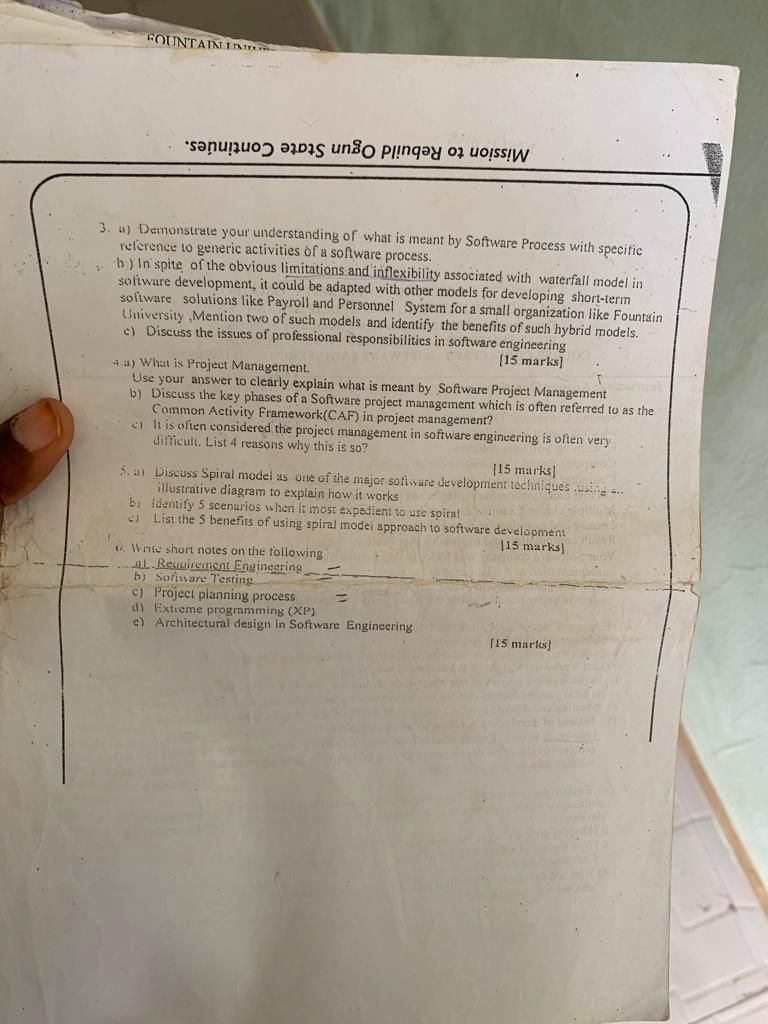 FOUNTAIN
Mission to Rebuild Ogun State Continues.
3. a) Demonstrate your understanding of what is meant by Software Process with specific
reference to generic activities of a software process.
b) In spite of the obvious limitations and inflexibility associated with waterfall model in
software development, it could be adapted with other models for developing short-term
software solutions like Payroll and Personnel System for a small organization like Fountain
University ,Mention two of such models and identify the benefits of such hybrid models.
c) Discuss the issues of professional responsibilities in software engineering
[15 marks]
4.a) What is Project Management.
Use your answer to clearly explain what is meant by Software Project Management
b) Discuss the key phases of a Software project management which is often referred to as the
Common Activity Framework(CAF) in project management?
c) It is often considered the project management in software engineering is often very
difficult. List 4 reasons why this is so?
[15 marks]
5. a) Discuss Spiral model as one of the major software development techniques using
illustrative diagram to explain how it works
b) identify 5 scenarios when it most expedient to use spiral
c) List the 5 benefits of using spiral model approach to software development
[15 marks]
6. Write short notes on the following
a) Requirement Engineering
b) Software Testing
c) Project planning process
d) Extreme programming (XP)
e) Architectural design in Software Engineering
[15 marks]